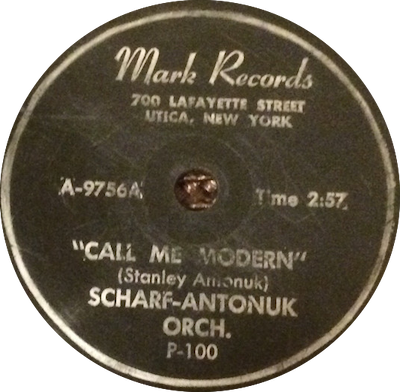 Mark Records
700 LAFAYETTE STREET
UTICA, NEW YORK
A-9756A Time 2:57
"CALL ME MODERN"
(Stanley Antonuk)
SCHARF-ANTONUK
ORCH.
P-100